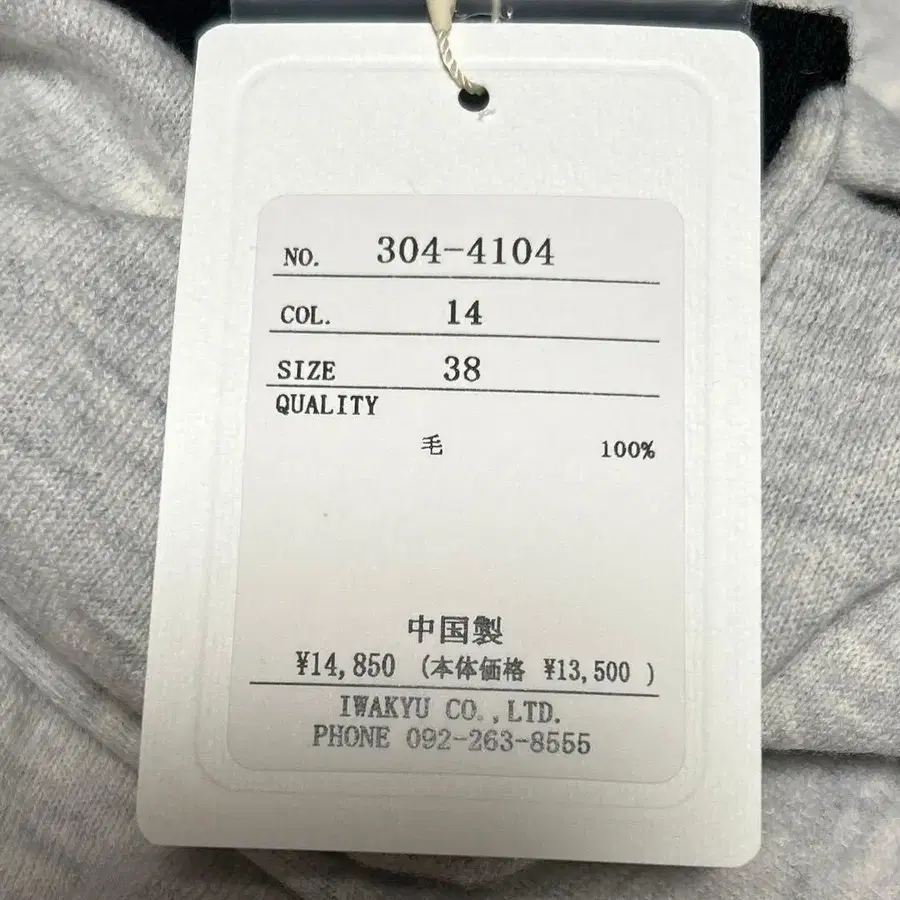 NO. 304-4104
COL. 14
SIZE 38
QUALITY
毛 100%
中国製
¥14,850 (本体価格 ¥13,500 )
IWAKYU CO.,LTD.
PHONE 092-263-8555